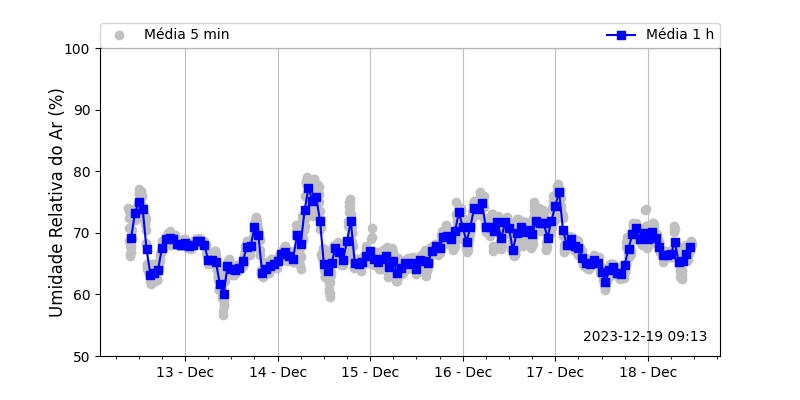 Média 5 min
Média 1 h
Umidade Relativa do Ar (%)
100
90
80
70
60
50
2023-12-19 09:13
13 - Dec
14 - Dec
15 - Dec
16 - Dec
17 - Dec
18 - Dec